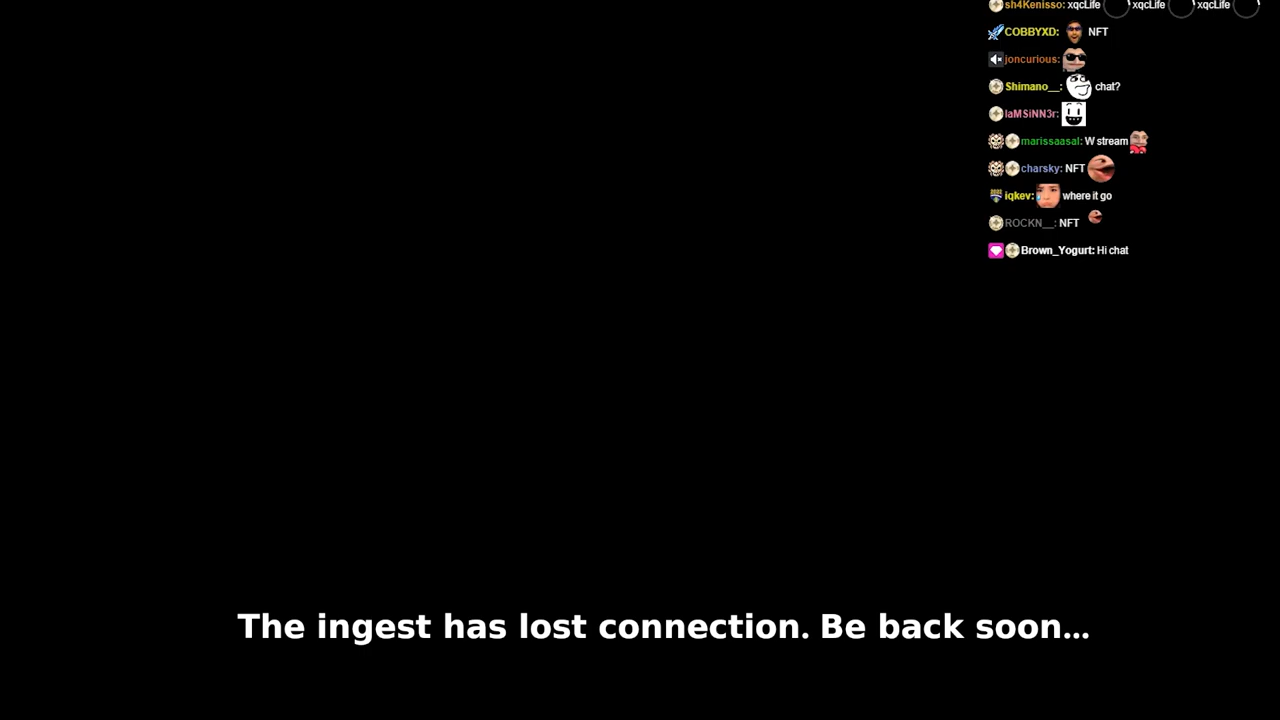 sh4Kenisso: xqcLife xqcLife xqcLife
COBBYXD: NFT
joncurious:
Shimano__: chat?
IaMSiNN3r:
marissaasal: W stream
charsky: NFT
iqkev: where it go
ROCKN__: NFT
Brown_Yogurt: Hi chat
The ingest has lost connection. Be back soon...